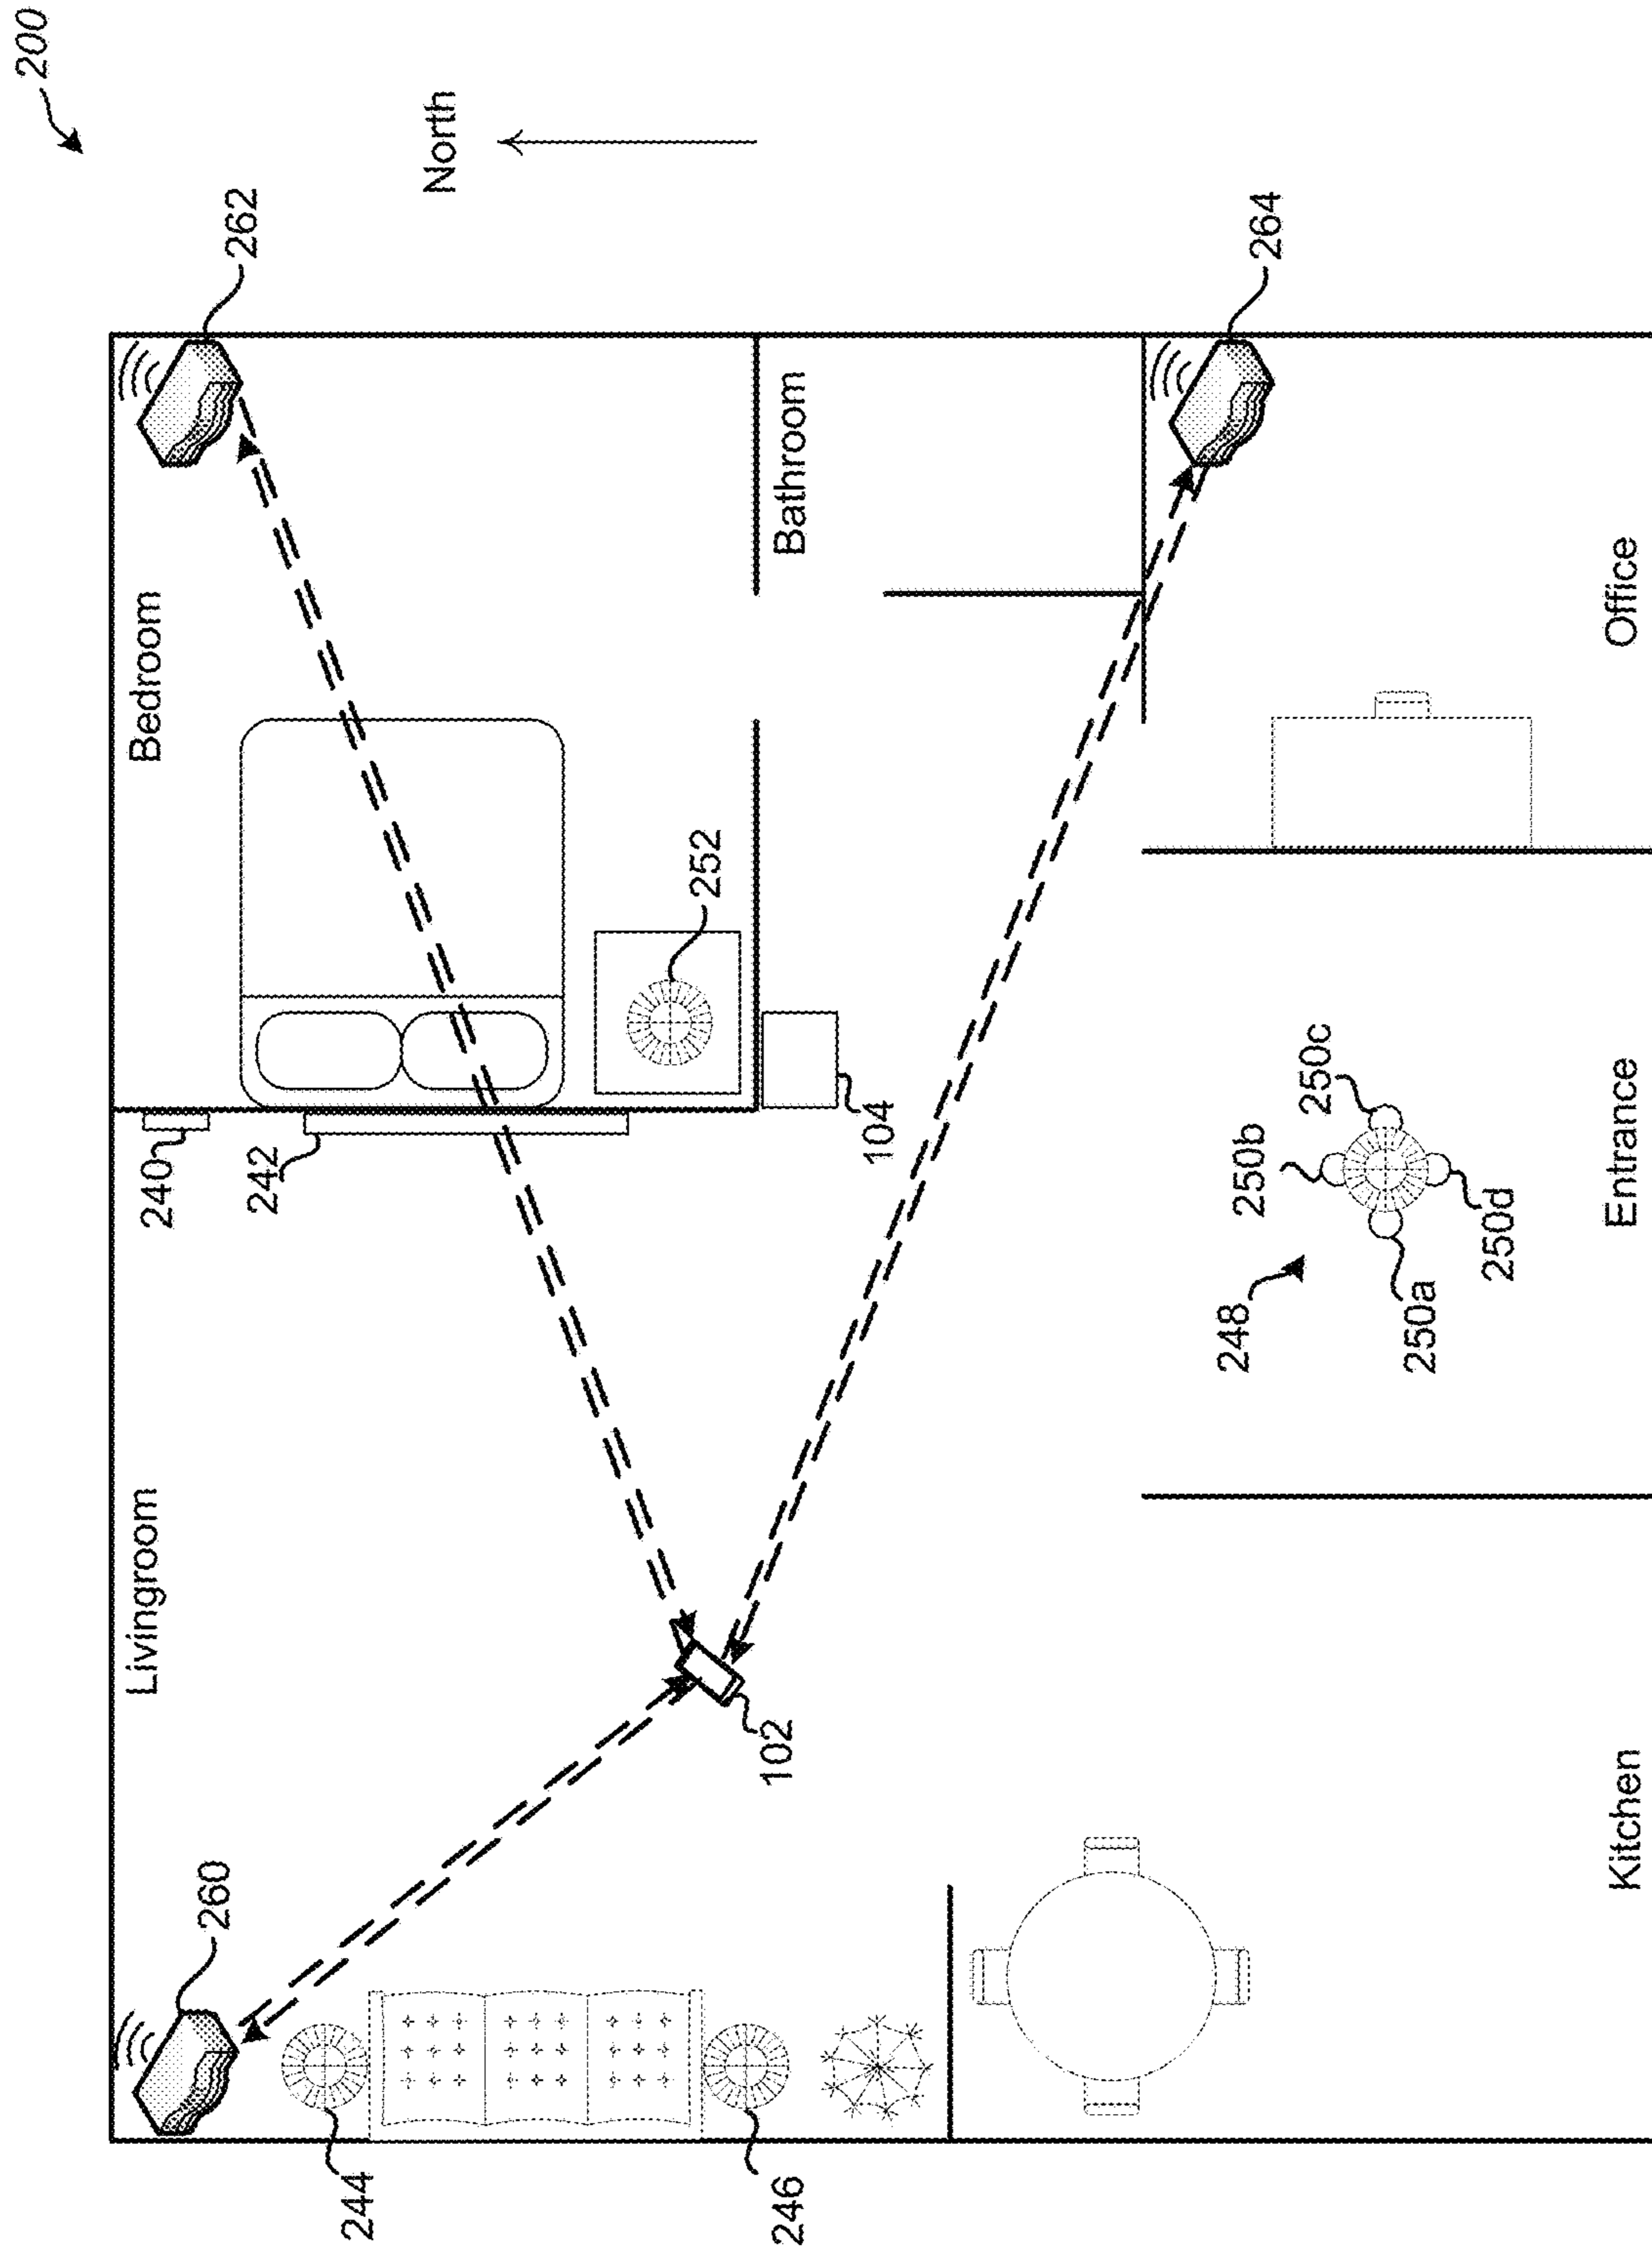 200
North
262
264
Bedroom
Bathroom
Office
252
240
242
104
250c
250b
248
250a
250d
Entrance
Livingroom
102
260
Kitchen
244
246